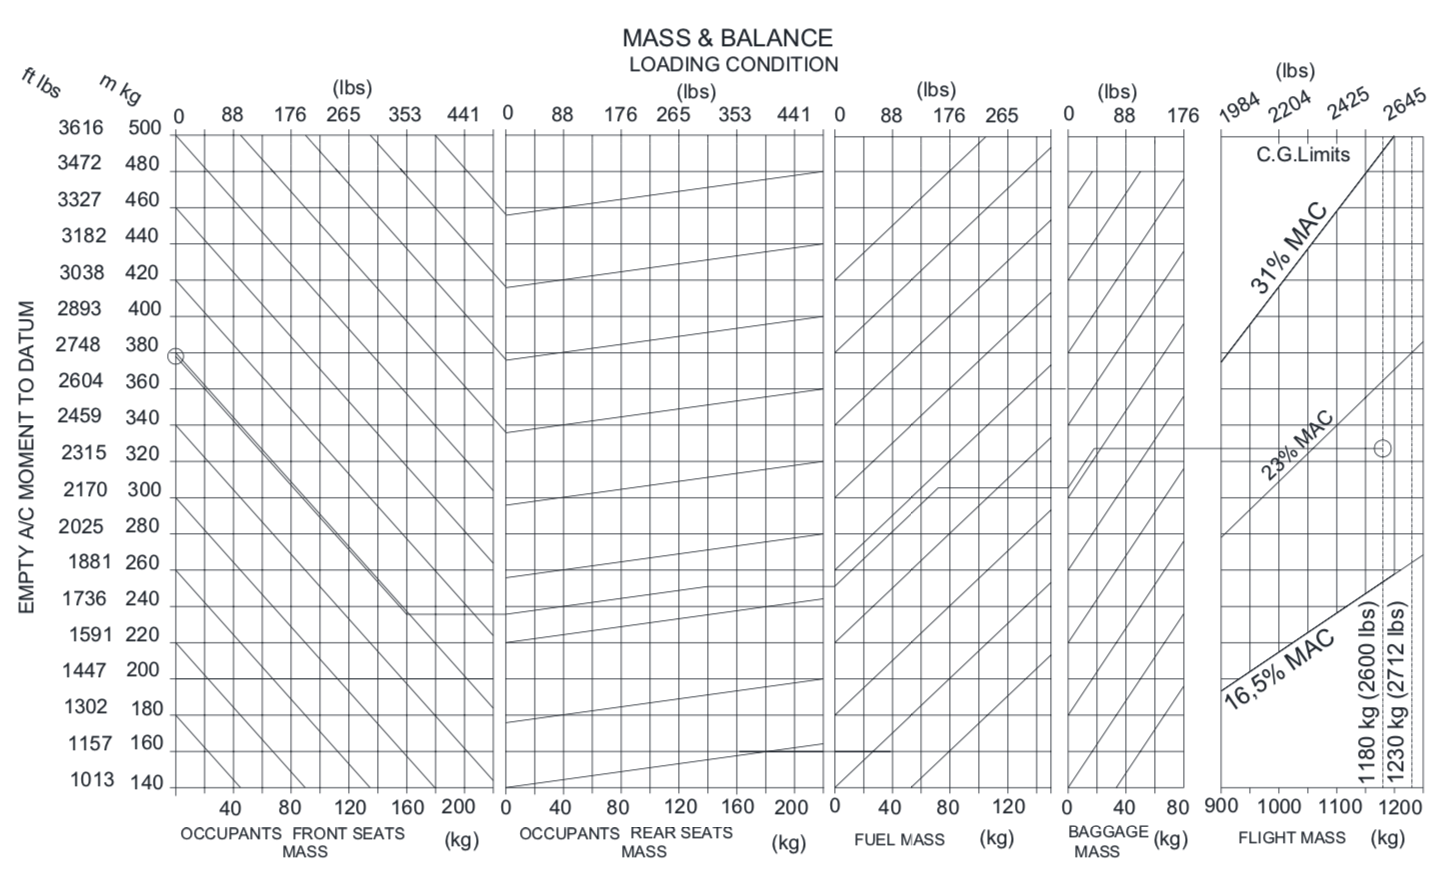 MASS & BALANCE
LOADING CONDITION
ft lbs m kg (lbs) (lbs) (lbs) (lbs) (lbs)
0 88 176 265 353 441 0 88 176 265 353 441 0 88 176 265 0 88 176 1984 2204 2425 2645
3616 500
C.G.Limits
3472 480
3327 460
3182 440
3038 420
2893 400
2748 380
2604 360
2459 340
2315 320
2170 300
2025 280
1881 260
1736 240
1591 220
1447 200
1302 180
1157 160
1013 140
EMPTY A/C MOMENT TO DATUM
31% MAC
23% MAC
16,5% MAC
1180 kg (2600 lbs)
1230 kg (2712 lbs)
40 80 120 160 200 0 40 80 120 160 200 0 40 80 120 0 40 80 900 1000 1100 1200
OCCUPANTS FRONT SEATS
MASS
(kg)
OCCUPANTS REAR SEATS
MASS
(kg)
FUEL MASS (kg)
BAGGAGE
MASS
(kg)
FLIGHT MASS (kg)